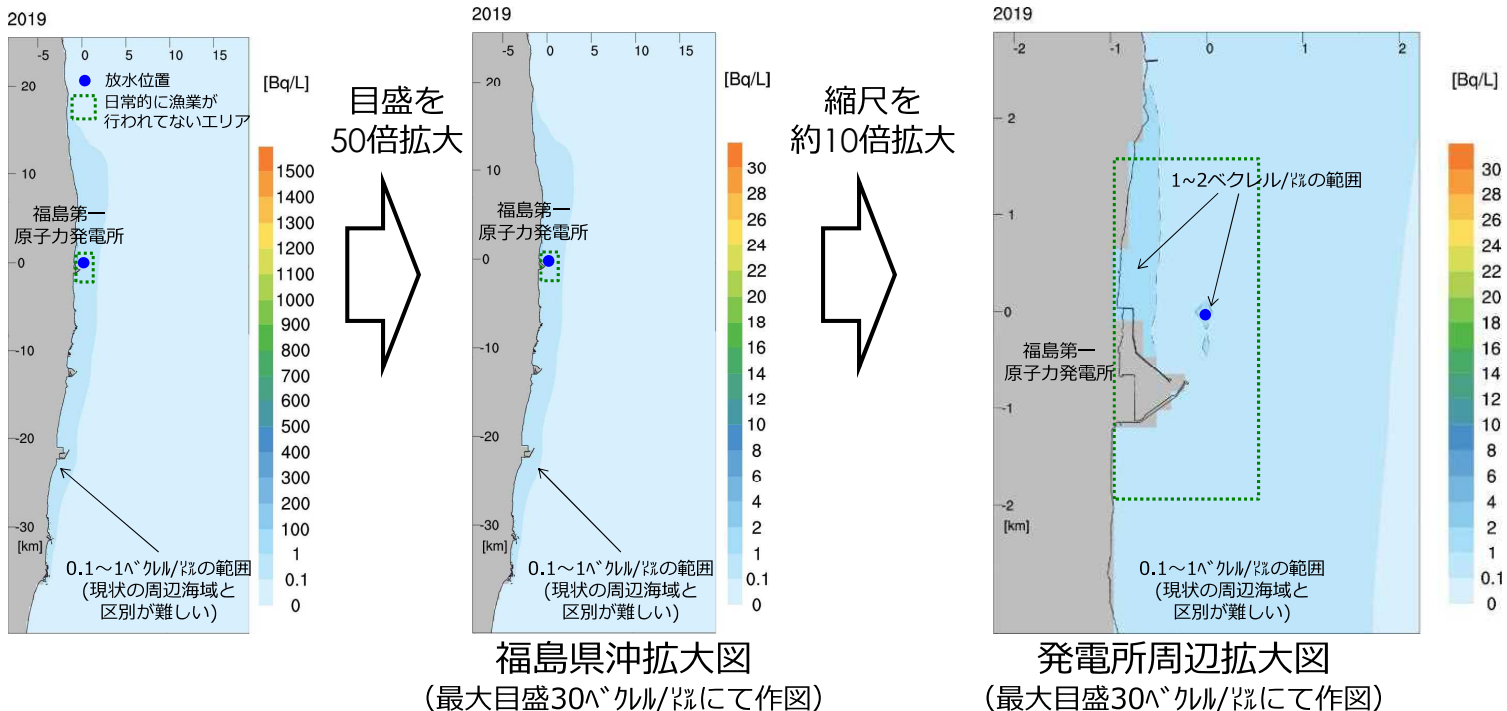 2019
-5 0 5 10 15
20
10
0
-10
-20
-30
[km]
放水位置
日常的に漁業が
行われてないエリア
福島第一
原子力発電所
0.1～1ベクレル/㍑の範囲
(現状の周辺海域と
区別が難しい)
[Bq/L]
1500
1400
1300
1200
1100
1000
900
800
700
600
500
400
300
200
100
1
0.1
0
目盛を
50倍拡大
2019
-5 0 5 10 15
20
10
0
-10
-20
-30
[km]
福島第一
原子力発電所
0.1～1ベクレル/㍑の範囲
(現状の周辺海域と
区別が難しい)
[Bq/L]
30
28
26
24
22
20
18
16
14
12
10
8
6
4
2
1
0.1
0
福島県沖拡大図
（最大目盛30ベクレル/㍑にて作図）
縮尺を
約10倍拡大
2019
-2 -1 0 1 2
2
1
0
-1
-2
[km]
1~2ベクレル/㍑の範囲
福島第一
原子力発電所
0.1～1ベクレル/㍑の範囲
(現状の周辺海域と
区別が難しい)
[Bq/L]
30
28
26
24
22
20
18
16
14
12
10
8
6
4
2
1
0.1
0
発電所周辺拡大図
（最大目盛30ベクレル/㍑にて作図）